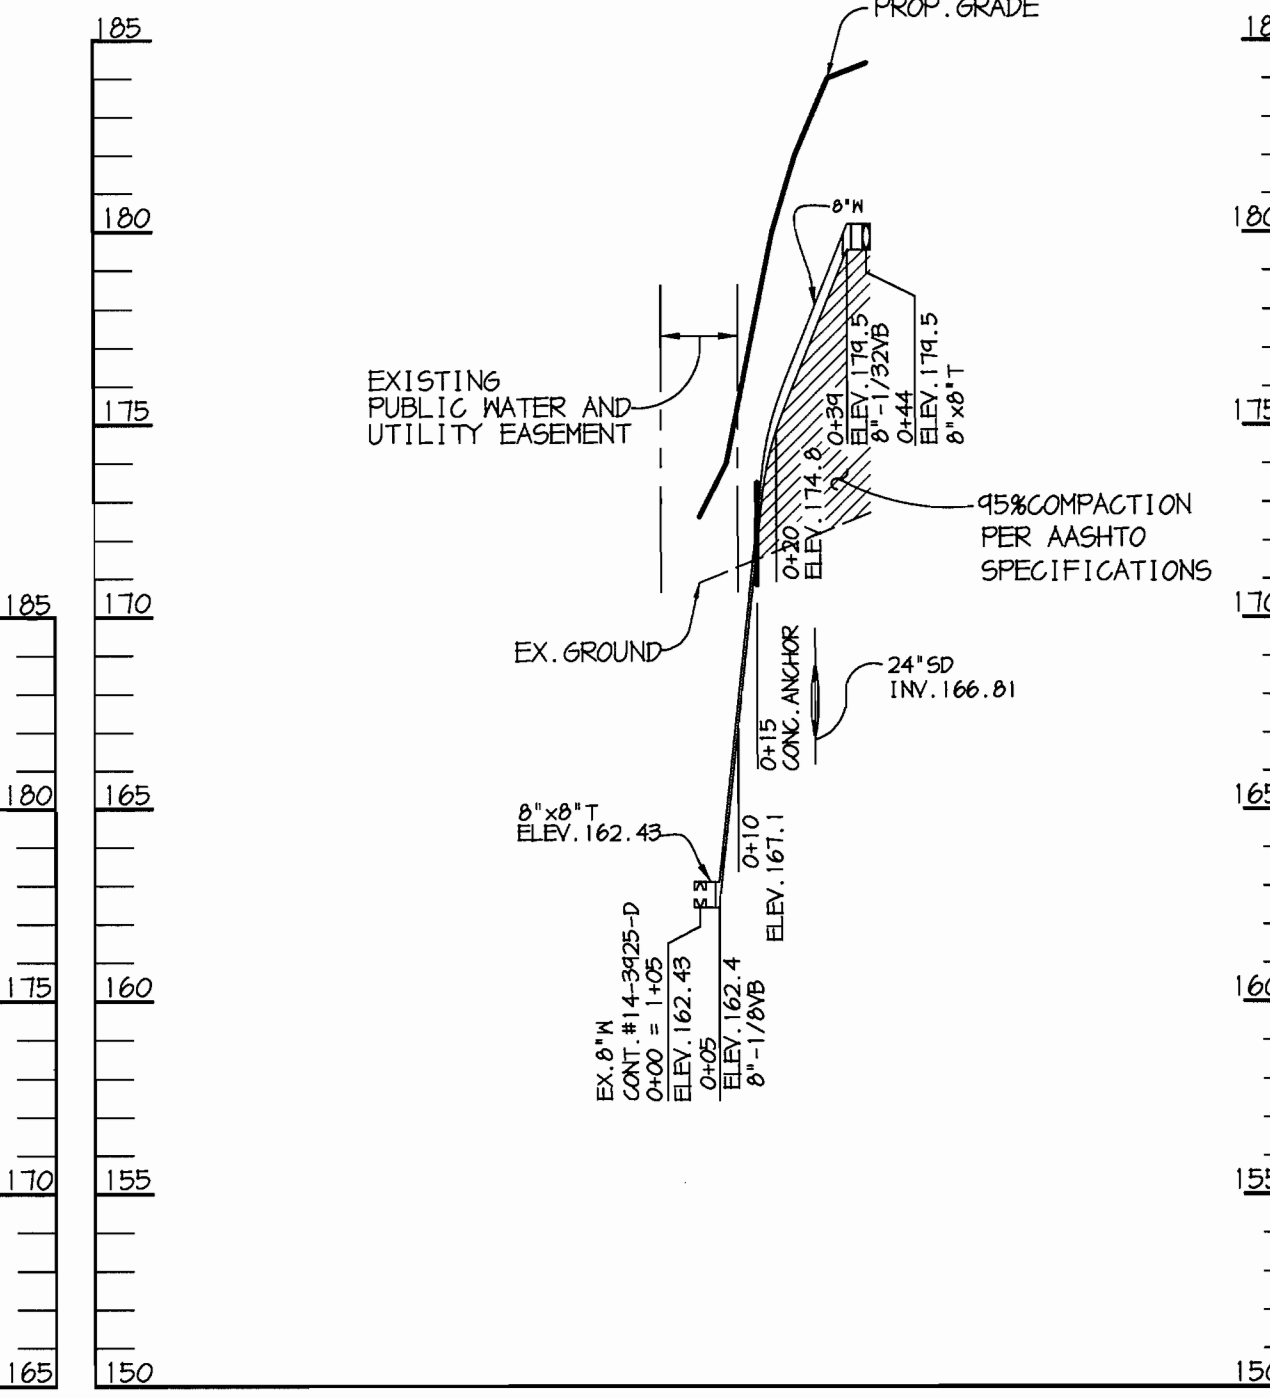 PROP. GRADE
185
180
175
170
165
160
155
150
185
180
175
170
165
8"W
EXISTING
PUBLIC WATER AND
UTILITY EASEMENT
0+39
ELEV. 179.5
8"-1/32VB
0+44
ELEV. 179.5
8"x8"T
0+20
ELEV. 174.8
95%COMPACTION
PER AASHTO
SPECIFICATIONS
EX. GROUND
0+15
CONC. ANCHOR
24"SD
INV. 166.81
8"x8"T
ELEV. 162.43
0+10
ELEV. 167.1
EX. 8"W
CONT. #14-3925-D
0+00 = 1+05
ELEV. 162.43
0+05
ELEV. 162.4
8"-1/8VB
175
170
165